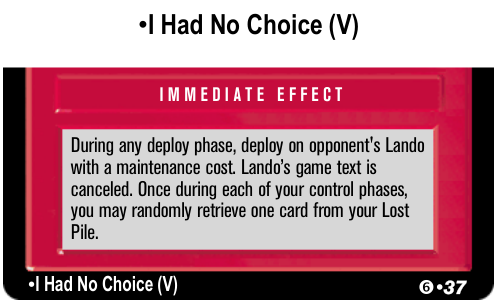 •I Had No Choice (V)
IMMEDIATE EFFECT
During any deploy phase, deploy on opponent's Lando
with a maintenance cost. Lando’s game text is
canceled. Once during each of your control phases,
you may randomly retrieve one card from your Lost
Pile.
•I Had No Choice (V)
❻•37